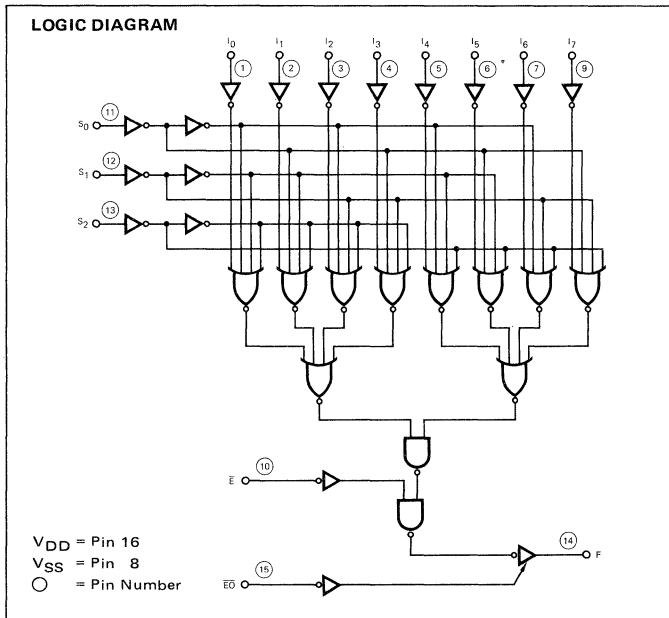 LOGIC DIAGRAM
I0 I1 I2 I3 I4 I5 I6 I7
1 2 3 4 5 6 7 9
S0 11
S1 12
S2 13
E̅ 10
14 F
VDD = Pin 16
VSS = Pin 8
= Pin Number
E̅O̅ 15